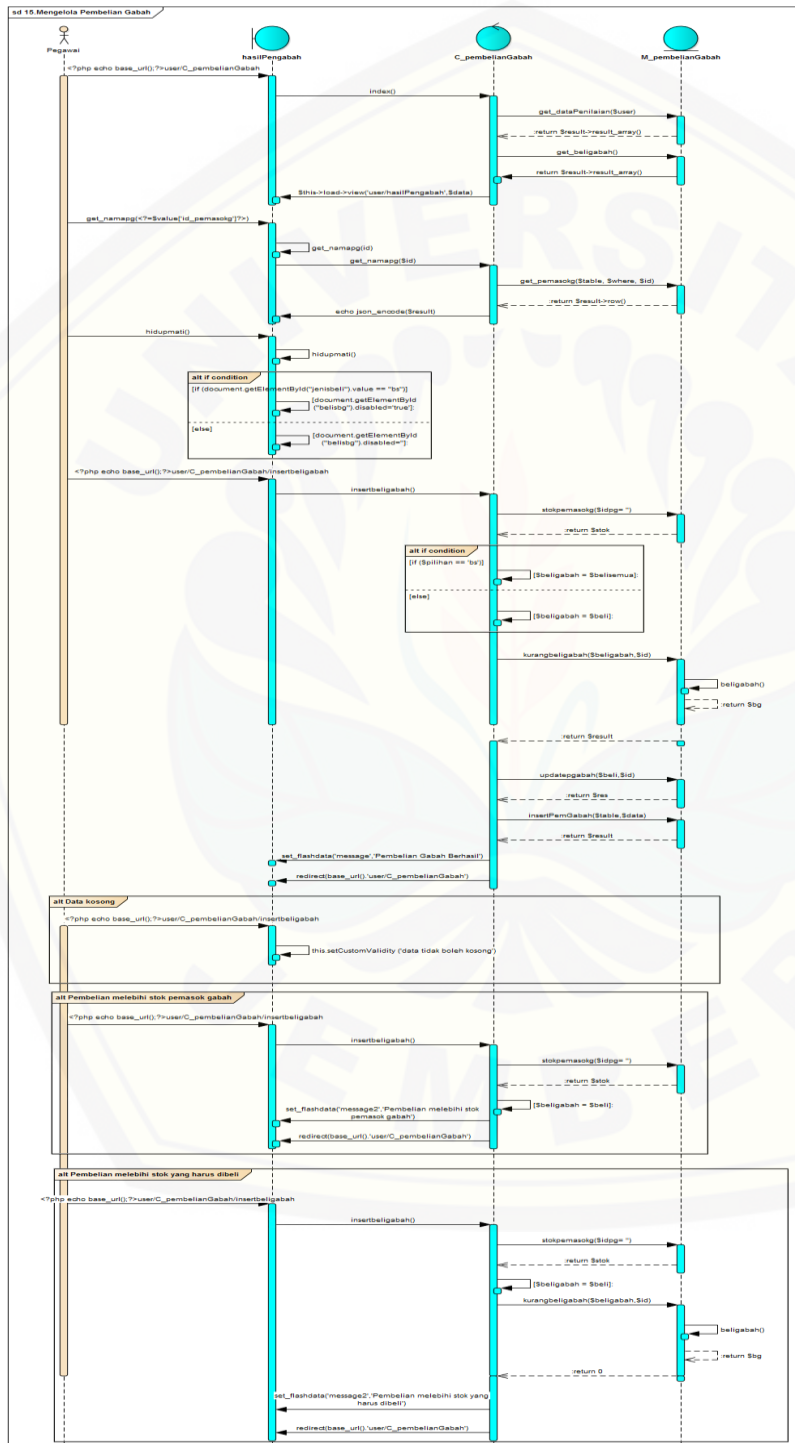 sd 15.Mengelola Pembelian Gabah
Pegawai
hasilPengabah
C_pembelianGabah
M_pembelianGabah
<?php echo base_url();?>user/C_pembelianGabah
index()
get_dataPenilaian($user)
:return $result->result_array()
get_beligabah()
return $result->result_array()
$this->load->view('user/hasilPengabah',$data)
get_namapg(<?=$value['id_pemasokg']?>)
get_namapg(id)
get_namapg($id)
get_pemasokg($table, $where, $id)
:return $result->row()
echo json_encode($result)
hidupmati()
hidupmati()
alt if condition
[if (document.getElementById("jenisbeli").value == "bs")]
[document.getElementById
("belisbg").disabled='true']:
[else]
[document.getElementById
("belisbg").disabled='']:
<?php echo base_url();?>user/C_pembelianGabah/insertbeligabah
insertbeligabah()
stokpemasokg($idpg= '')
:return $stok
alt if condition
[if ($pilihan == 'bs')]
[$beligabah = $belisemua]:
[else]
[$beligabah = $beli]:
kurangbeligabah($beligabah,$id)
beligabah()
:return $bg
:return $result
updatepgabah($beli,$id)
:return $res
insertPemGabah($table,$data)
:return $result
set_flashdata('message','Pembelian Gabah Berhasil')
redirect(base_url().'user/C_pembelianGabah')
alt Data kosong
<?php echo base_url();?>user/C_pembelianGabah/insertbeligabah
this.setCustomValidity ('data tidak boleh kosong')
alt Pembelian melebihi stok pemasok gabah
<?php echo base_url();?>user/C_pembelianGabah/insertbeligabah
insertbeligabah()
stokpemasokg($idpg= '')
:return $stok
[$beligabah = $beli]:
set_flashdata('message2','Pembelian melebihi stok
pemasok gabah')
redirect(base_url().'user/C_pembelianGabah')
alt Pembelian melebihi stok yang harus dibeli
<?php echo base_url();?>user/C_pembelianGabah/insertbeligabah
insertbeligabah()
stokpemasokg($idpg= '')
:return $stok
[$beligabah = $beli]:
kurangbeligabah($beligabah,$id)
beligabah()
:return $bg
:return 0
set_flashdata('message2','Pembelian melebihi stok yang
harus dibeli')
redirect(base_url().'user/C_pembelianGabah')